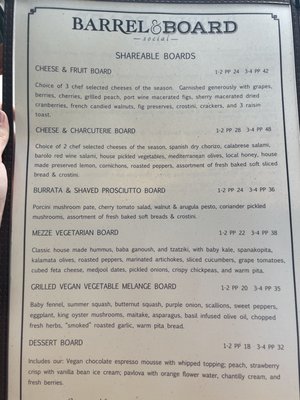 BARREL & BOARD
social
SHAREABLE BOARDS
CHEESE & FRUIT BOARD 1-2 PP 24 3-4 PP 42
Choice of 3 chef selected cheeses of the season. Garnished generously with grapes,
berries, cherries, grilled peach, port wine macerated figs, sherry macerated dried
cranberries, french candied walnuts, fig preserves, crostini, crackers, and 3 raisin
toast.
CHEESE & CHARCUTERIE BOARD 1-2 PP 28 3-4 PP 48
Choice of 2 chef selected cheeses of the season, spanish dry chorizo, calabrese salami,
barolo red wine salami, house pickled vegetables, mediterranean olives, local honey, house
made preserved lemon, cornichons, roasted peppers, assortment of fresh baked soft sliced
bread & crostini.
BURRATA & SHAVED PROSCIUTTO BOARD 1-2 PP 24 3-4 PP 36
Porcini mushroom pate, cherry tomato salad, walnut & arugula pesto, coriander pickled
mushrooms, assortment of fresh baked soft breads & crostini.
MEZZE VEGETARIAN BOARD 1-2 PP 22 3-4 PP 38
Classic house made hummus, baba ganoush, and tzatziki, with baby kale, spanakopita,
kalamata olives, roasted peppers, marinated artichokes, sliced cucumbers, grape tomatoes,
cubed feta cheese, medjool dates, pickled onions, crispy chickpeas, and warm pita.
GRILLED VEGAN VEGETABLE MELANGE BOARD 1-2 PP 20 3-4 PP 35
Baby fennel, summer squash, butternut squash, purple onion, scallions, sweet peppers,
eggplant, king oyster mushrooms, maitake, asparagus, basil infused olive oil, chopped
fresh herbs, "smoked" roasted garlic, warm pita bread.
DESSERT BOARD 1-2 PP 18 3-4 PP 32
Includes our: Vegan chocolate espresso mousse with whipped topping; peach, strawberry
crisp with vanilla bean ice cream; pavlova with orange flower water, chantilly cream, and
fresh berries.